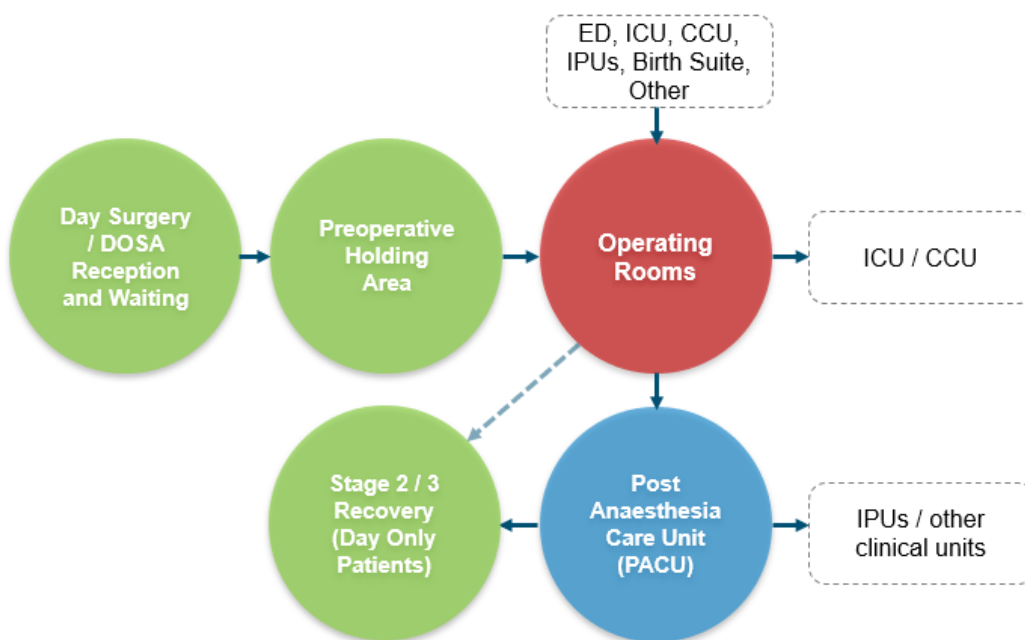 ED, ICU, CCU,
IPUs, Birth Suite,
Other
Day Surgery
/ DOSA
Reception
and Waiting
Preoperative
Holding
Area
Operating
Rooms
ICU / CCU
Stage 2 / 3
Recovery
(Day Only
Patients)
Post
Anaesthesia
Care Unit
(PACU)
IPUs / other
clinical units